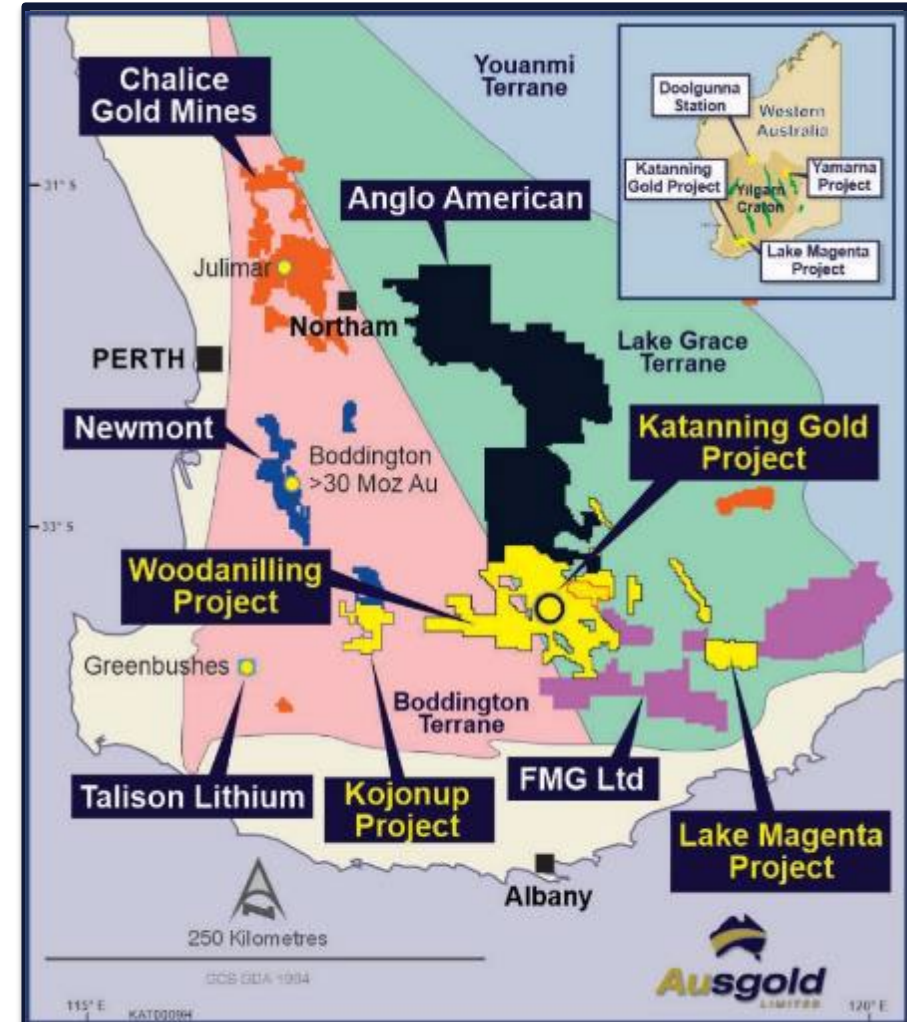 Chalice
Gold Mines
Youanmi
Terrane
Doolgunna
Station
Western
Australia
Katanning
Gold Project
Yamarna
Project
Yilgarn
Craton
Lake Magenta
Project
31° S
Anglo American
Julimar
Northam
PERTH
Lake Grace
Terrane
Newmont
Katanning Gold
Project
Boddington
>30 Moz Au
33° S
Woodanilling
Project
Greenbushes
Boddington
Terrane
Talison Lithium
Kojonup
Project
FMG Ltd
Lake Magenta
Project
Albany
250 Kilometres
GCS GDA 1994
Ausgold
LIMITED
115° E
KAT0009H
120° E